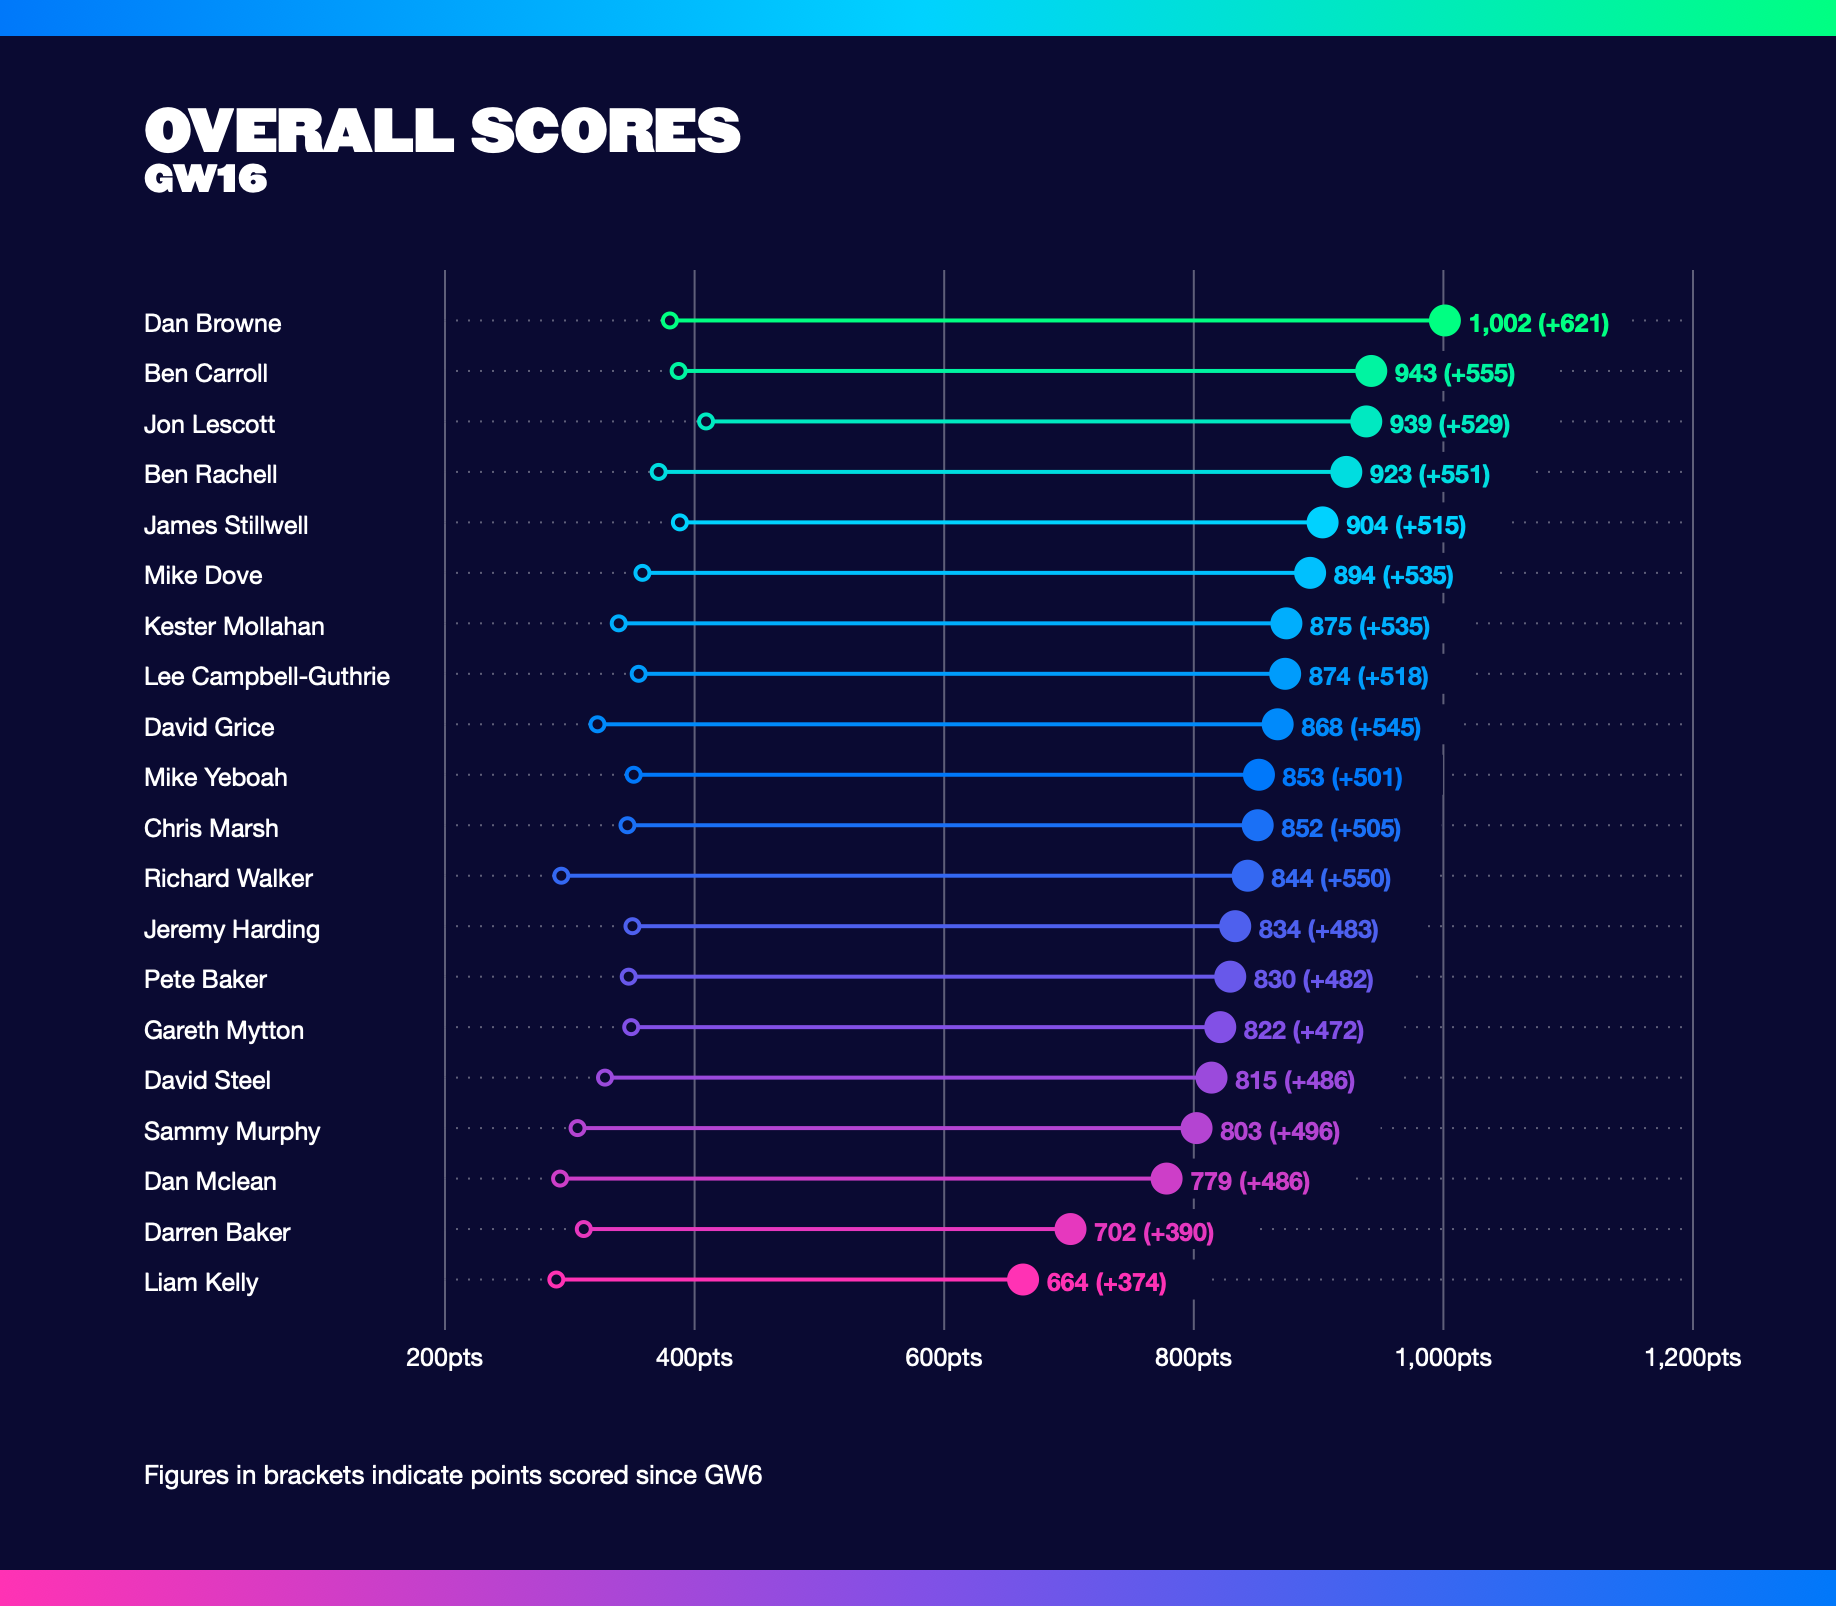 OVERALL SCORES
GW16
Dan Browne 1,002 (+621)
Ben Carroll 943 (+555)
Jon Lescott 939 (+529)
Ben Rachell 923 (+551)
James Stillwell 904 (+515)
Mike Dove 894 (+535)
Kester Mollahan 875 (+535)
Lee Campbell-Guthrie 874 (+518)
David Grice 868 (+545)
Mike Yeboah 853 (+501)
Chris Marsh 852 (+505)
Richard Walker 844 (+550)
Jeremy Harding 834 (+483)
Pete Baker 830 (+482)
Gareth Mytton 822 (+472)
David Steel 815 (+486)
Sammy Murphy 803 (+496)
Dan Mclean 779 (+486)
Darren Baker 702 (+390)
Liam Kelly 664 (+374)
200pts 400pts 600pts 800pts 1,000pts 1,200pts
Figures in brackets indicate points scored since GW6